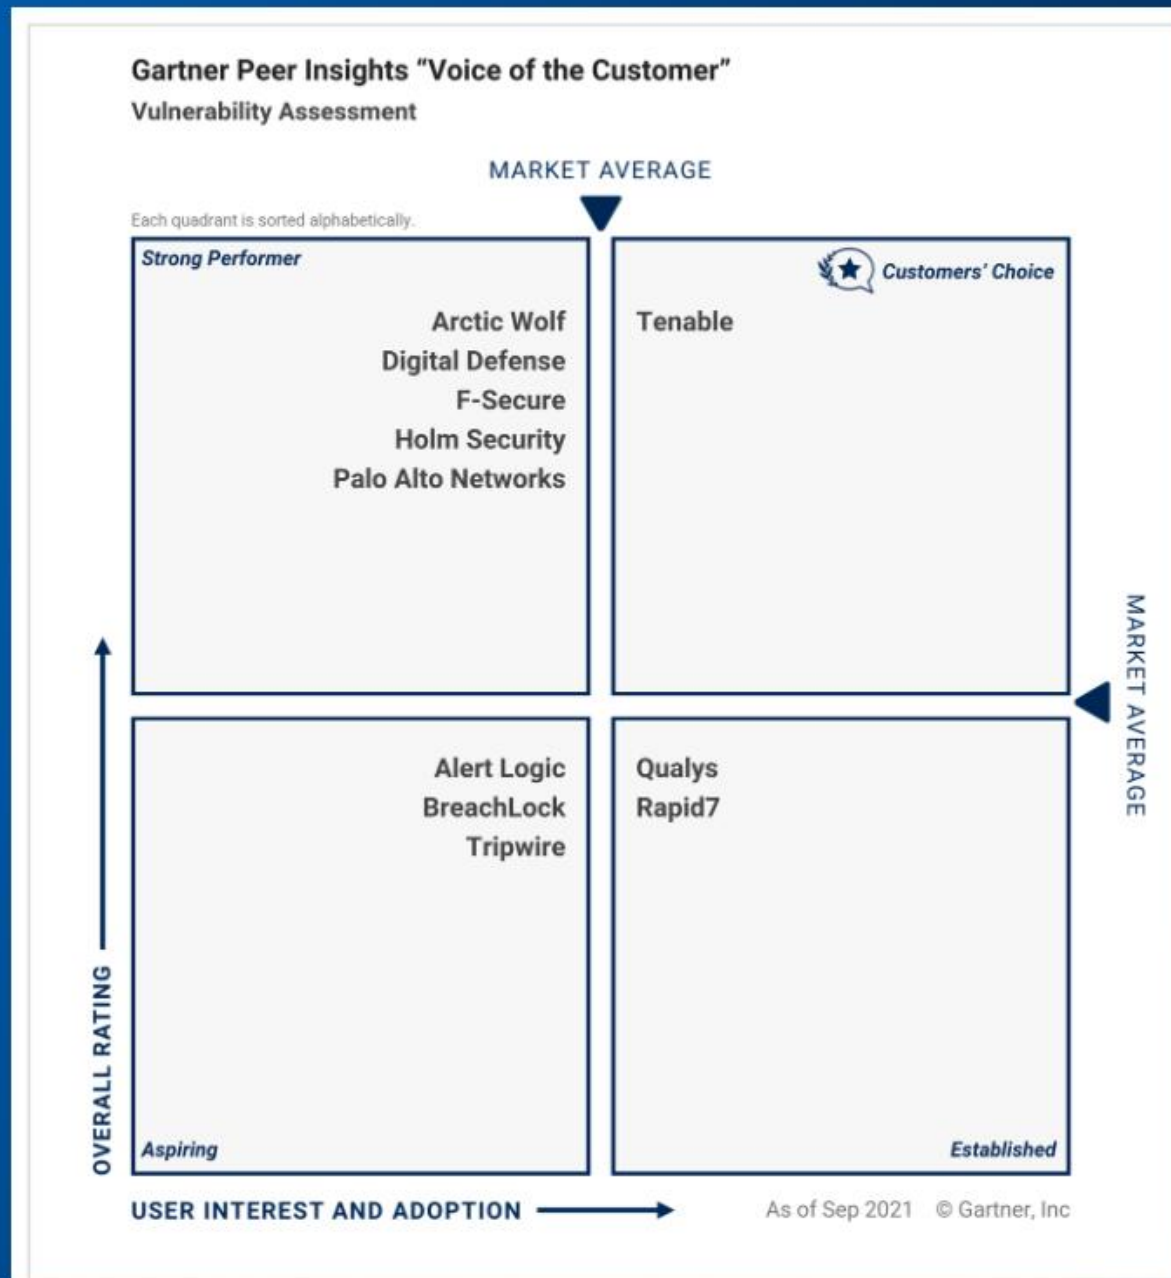 Gartner Peer Insights “Voice of the Customer”
Vulnerability Assessment
MARKET AVERAGE
Each quadrant is sorted alphabetically.
Strong Performer
Arctic Wolf
Digital Defense
F-Secure
Holm Security
Palo Alto Networks
Customers’ Choice
Tenable
MARKET AVERAGE
OVERALL RATING
Alert Logic
BreachLock
Tripwire
Aspiring
Qualys
Rapid7
Established
USER INTEREST AND ADOPTION
As of Sep 2021 © Gartner, Inc